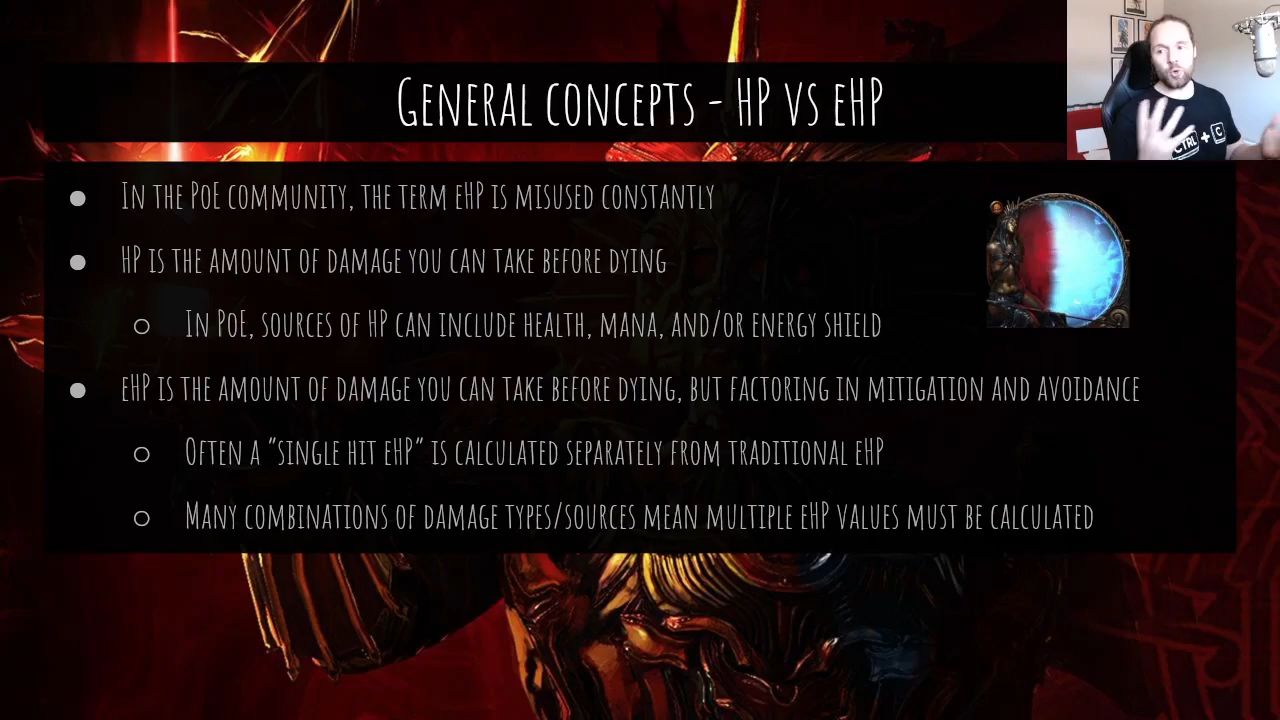 General concepts - HP vs eHP
In the PoE community, the term eHP is misused constantly
HP is the amount of damage you can take before dying
In PoE, sources of HP can include health, mana, and/or energy shield
eHP is the amount of damage you can take before dying, but factoring in mitigation and avoidance
Often a "single hit eHP" is calculated separately from traditional eHP
Many combinations of damage types/sources mean multiple eHP values must be calculated
CTRL + C